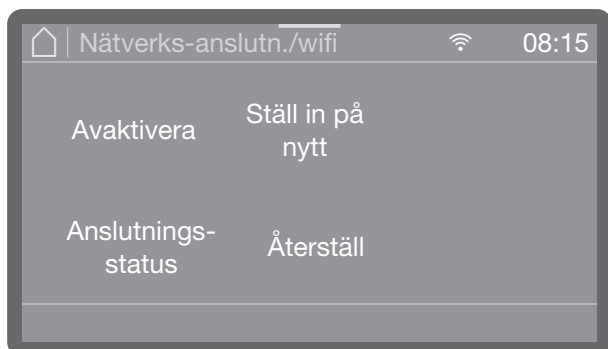 Nätverks-anslutn./wifi 08:15
Avaktivera
Ställ in på
nytt
Anslutnings-
status
Återställ